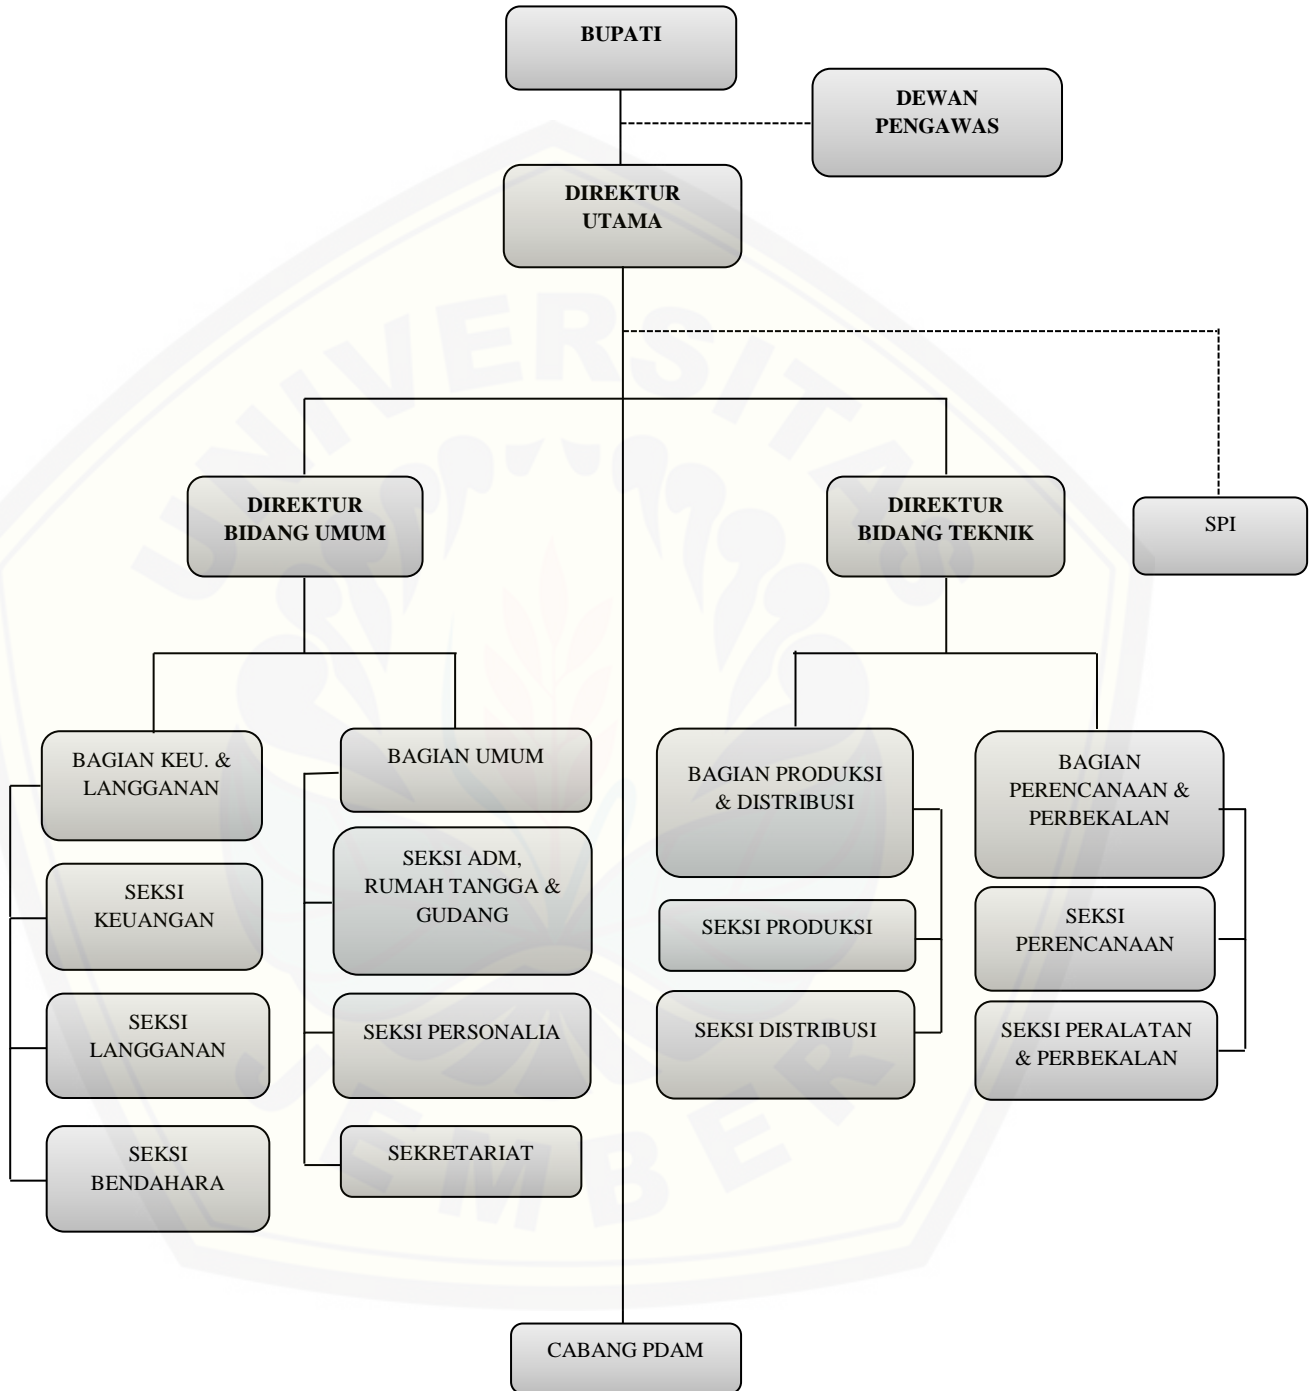 BUPATI
DEWAN
PENGAWAS
DIREKTUR
UTAMA
DIREKTUR
BIDANG UMUM
DIREKTUR
BIDANG TEKNIK
SPI
BAGIAN KEU. &
LANGGANAN
BAGIAN UMUM
BAGIAN PRODUKSI
& DISTRIBUSI
BAGIAN
PERENCANAAN &
PERBEKALAN
SEKSI
KEUANGAN
SEKSI ADM,
RUMAH TANGGA &
GUDANG
SEKSI PRODUKSI
SEKSI
PERENCANAAN
SEKSI
LANGGANAN
SEKSI PERSONALIA
SEKSI DISTRIBUSI
SEKSI PERALATAN
& PERBEKALAN
SEKSI
BENDAHARA
SEKRETARIAT
CABANG PDAM
UNIVERSITAS
JEMBER